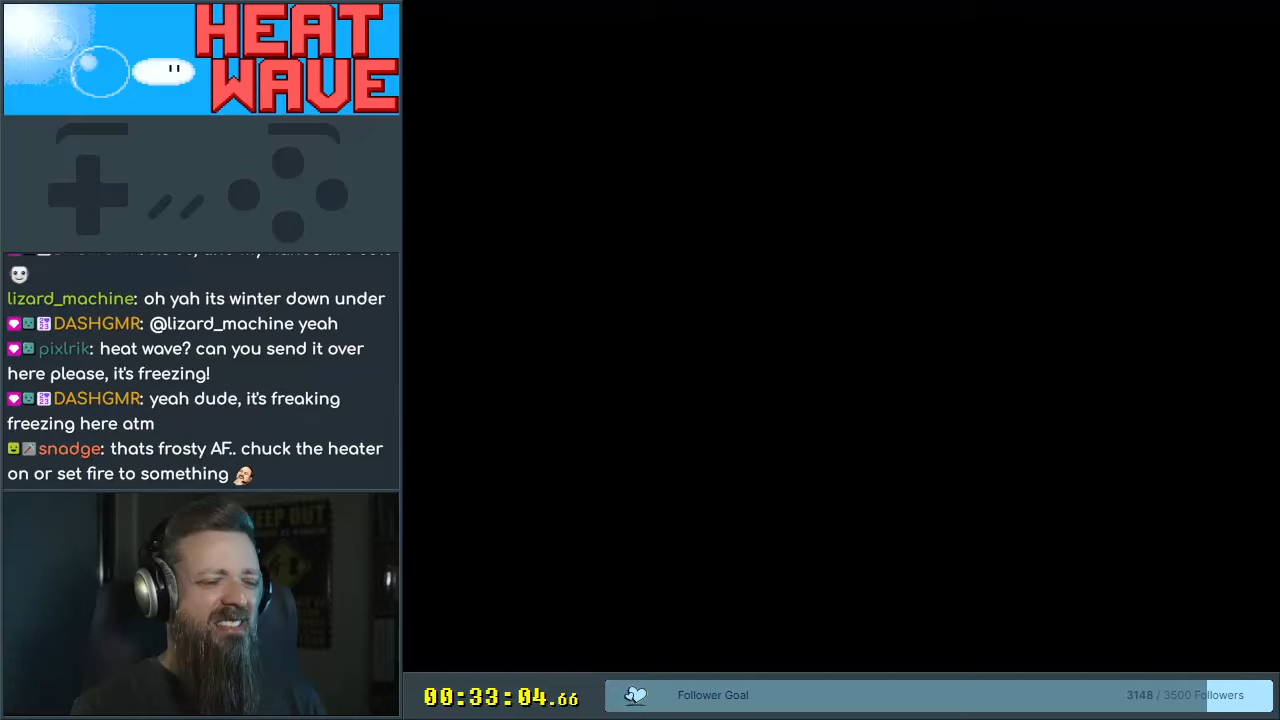 HEAT
WAVE
lizard_machine: oh yah its winter down under
DASHGMR: @lizard_machine yeah
pixlrik: heat wave? can you send it over
here please, it's freezing!
DASHGMR: yeah dude, it's freaking
freezing here atm
snadge: thats frosty AF.. chuck the heater
on or set fire to something
KEEP OUT
00:33:04.66
Follower Goal
3148 / 3500 Followers